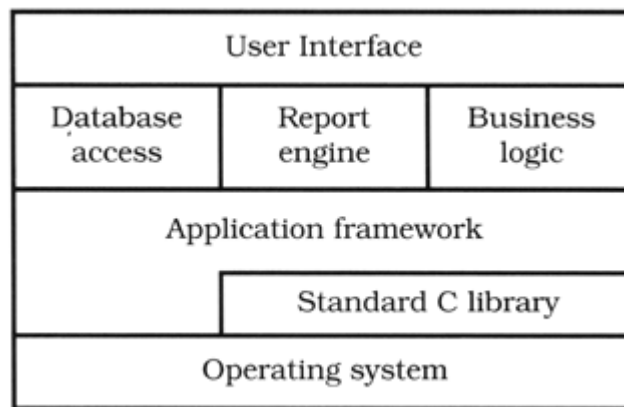 User Interface
Database
access
Report
engine
Business
logic
Application framework
Standard C library
Operating system